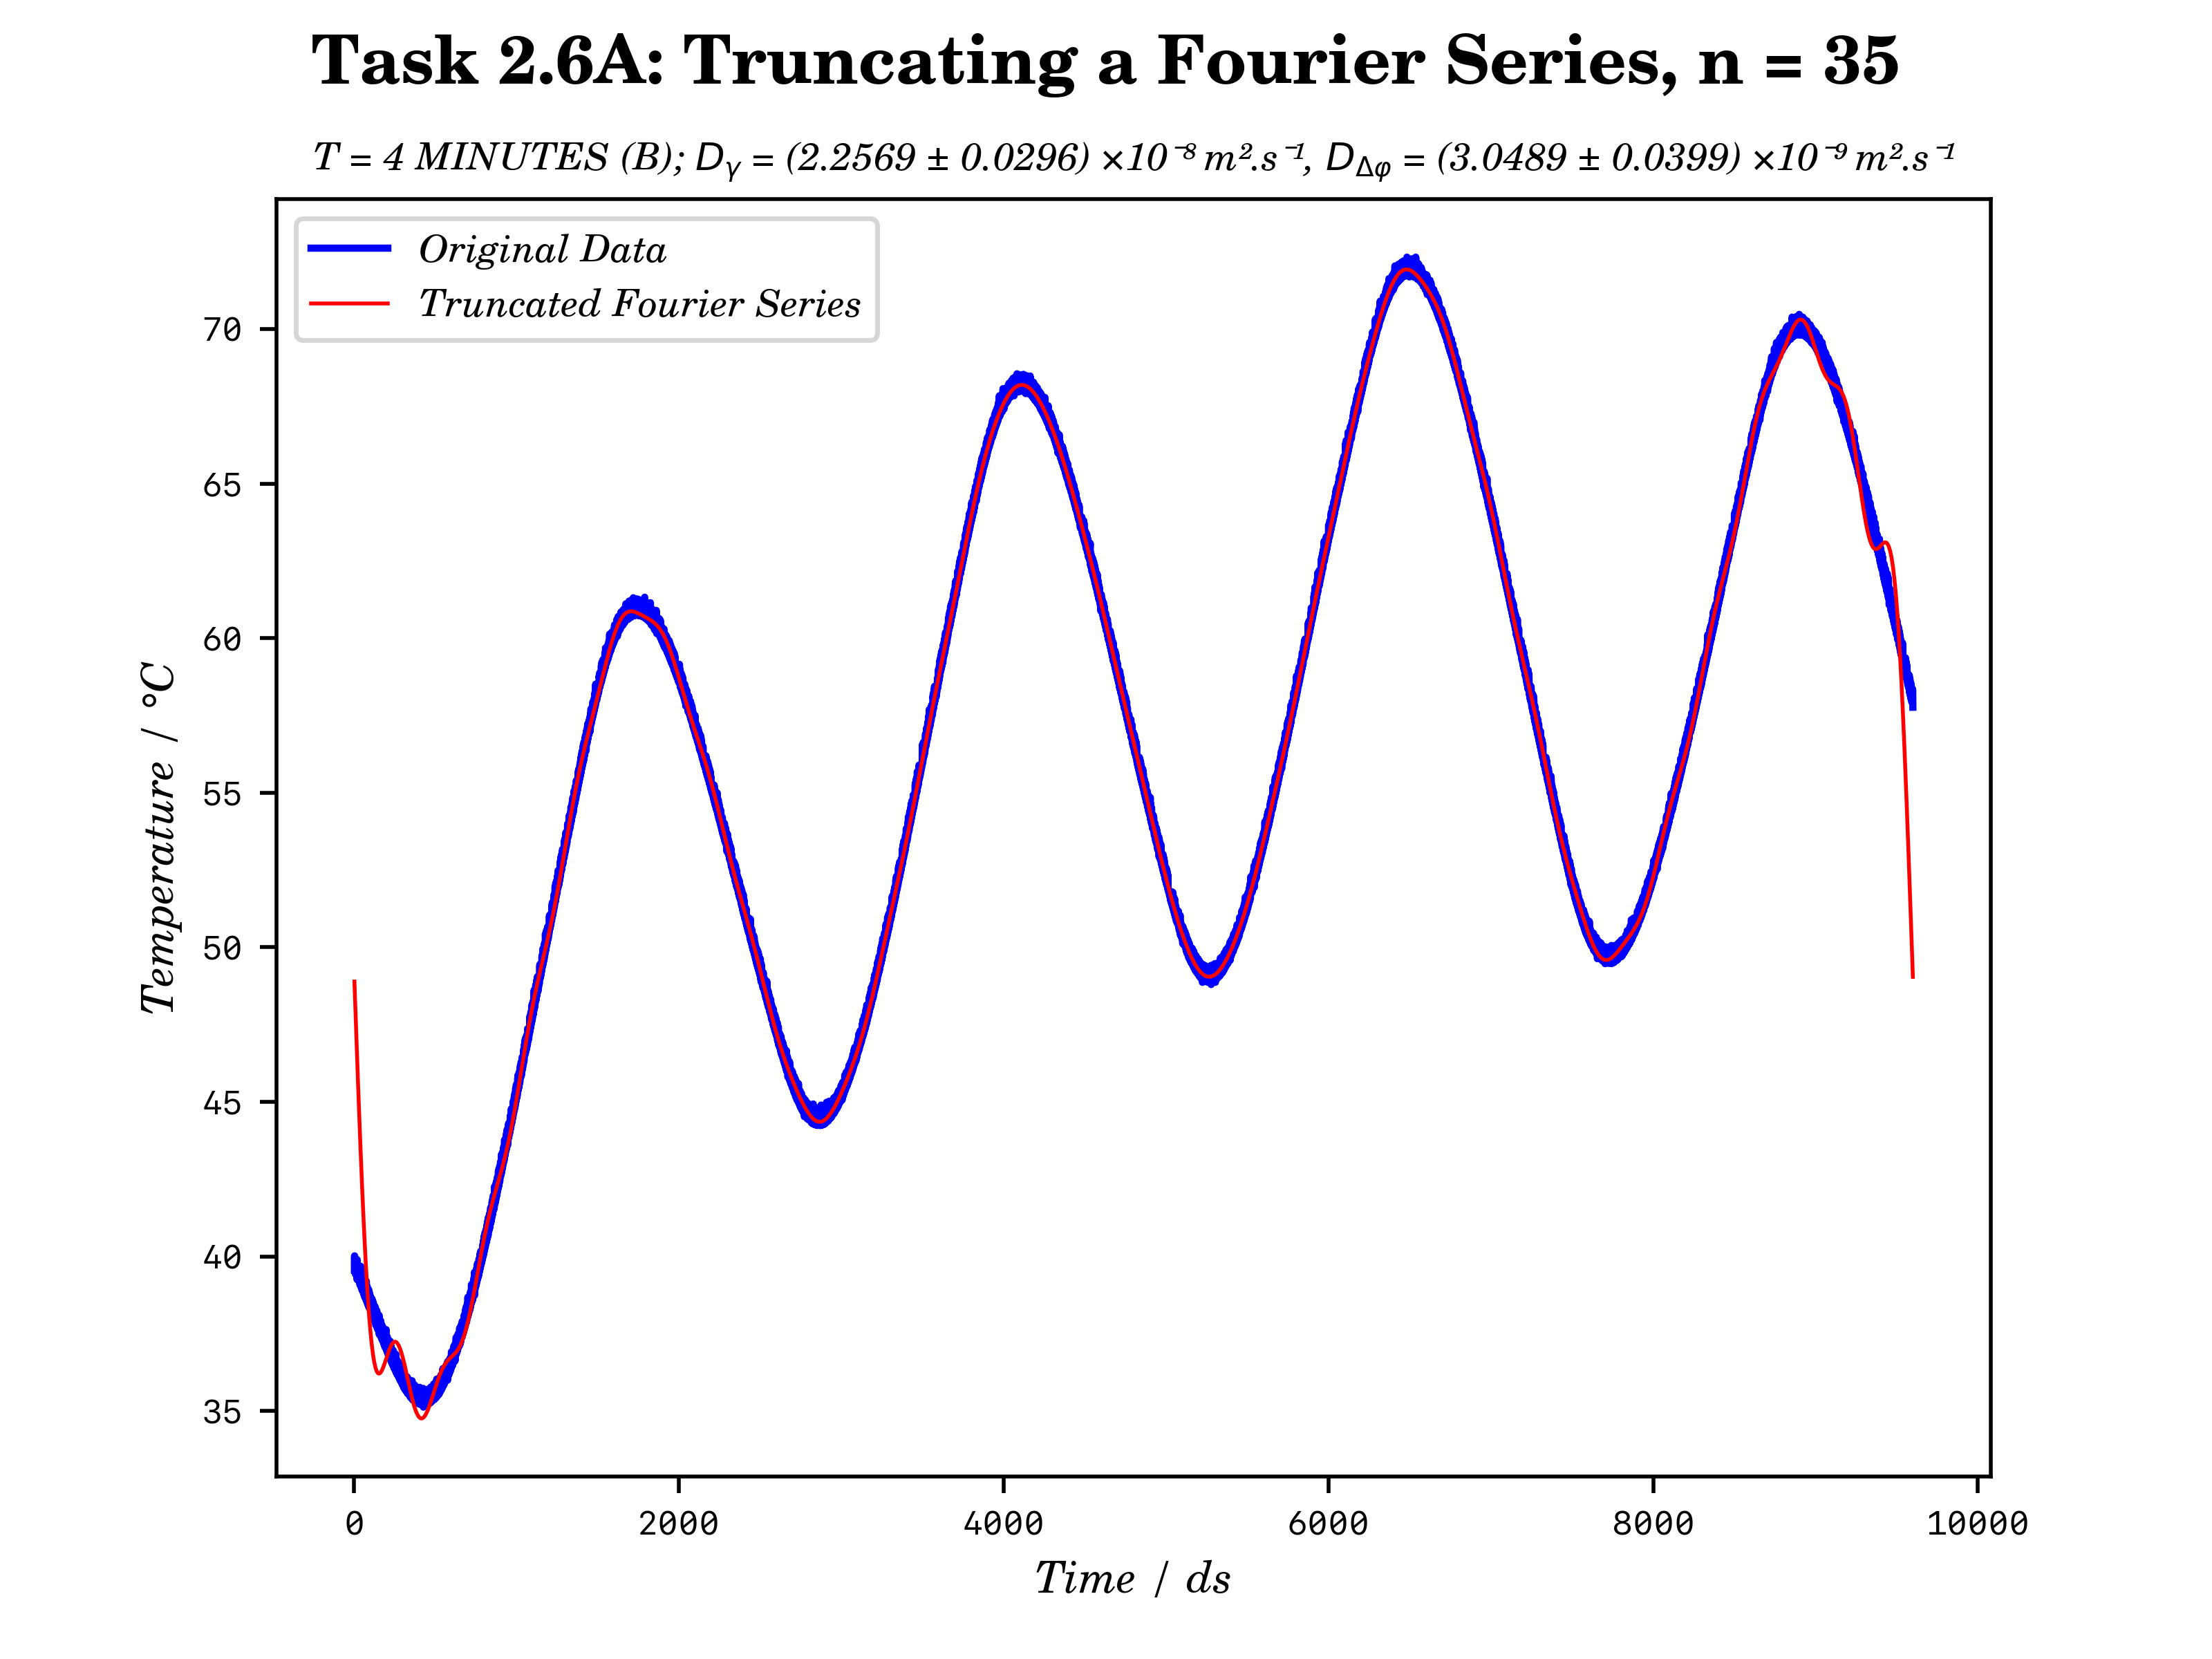 Task 2.6A: Truncating a Fourier Series, n = 35
T = 4 MINUTES (B); Dᵧ = (2.2569 ± 0.0296) ×10⁻⁸ m².s⁻¹, D_Δφ = (3.0489 ± 0.0399) ×10⁻⁹ m².s⁻¹
Original Data
Truncated Fourier Series
70
65
60
55
50
45
40
35
Temperature / °C
0 2000 4000 6000 8000 10000
Time / ds